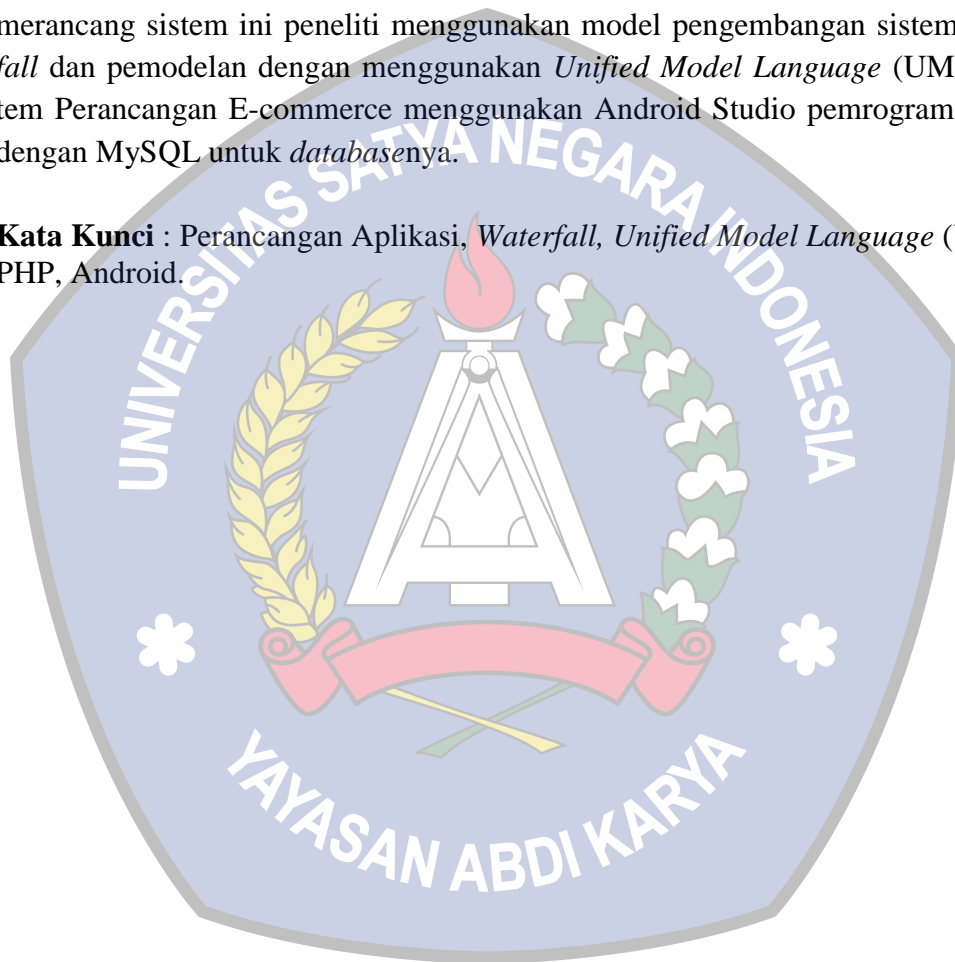 merancang sistem ini peneliti menggunakan model pengembangan sistem
fall dan pemodelan dengan menggunakan Unified Model Language (UM
tem Perancangan E-commerce menggunakan Android Studio pemrogram
dengan MySQL untuk databasenya.
Kata Kunci : Perancangan Aplikasi, Waterfall, Unified Model Language (
PHP, Android.
UNIVERSITAS SATYA NEGARA INDONESIA
YAYASAN ABDI KARYA